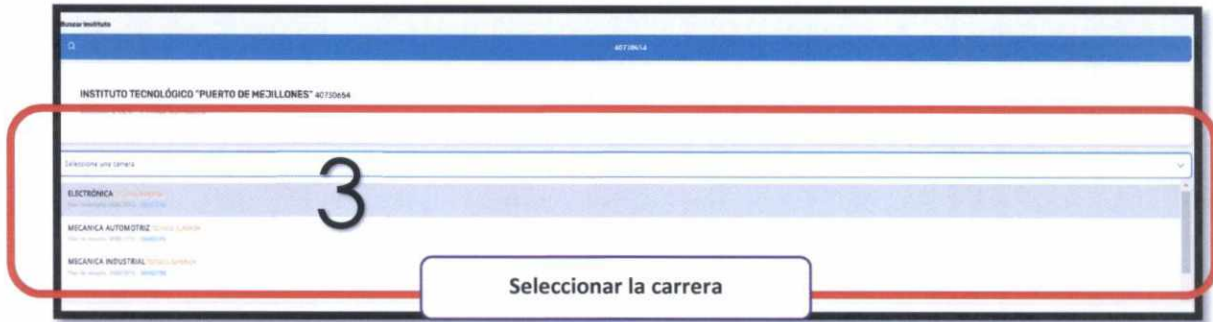 Buscar Instituto
40730654
INSTITUTO TECNOLÓGICO "PUERTO DE MEJILLONES" 40730654
Seleccione una carrera
3
ELECTRÓNICA
MECANICA AUTOMOTRIZ
MECANICA INDUSTRIAL
Seleccionar la carrera